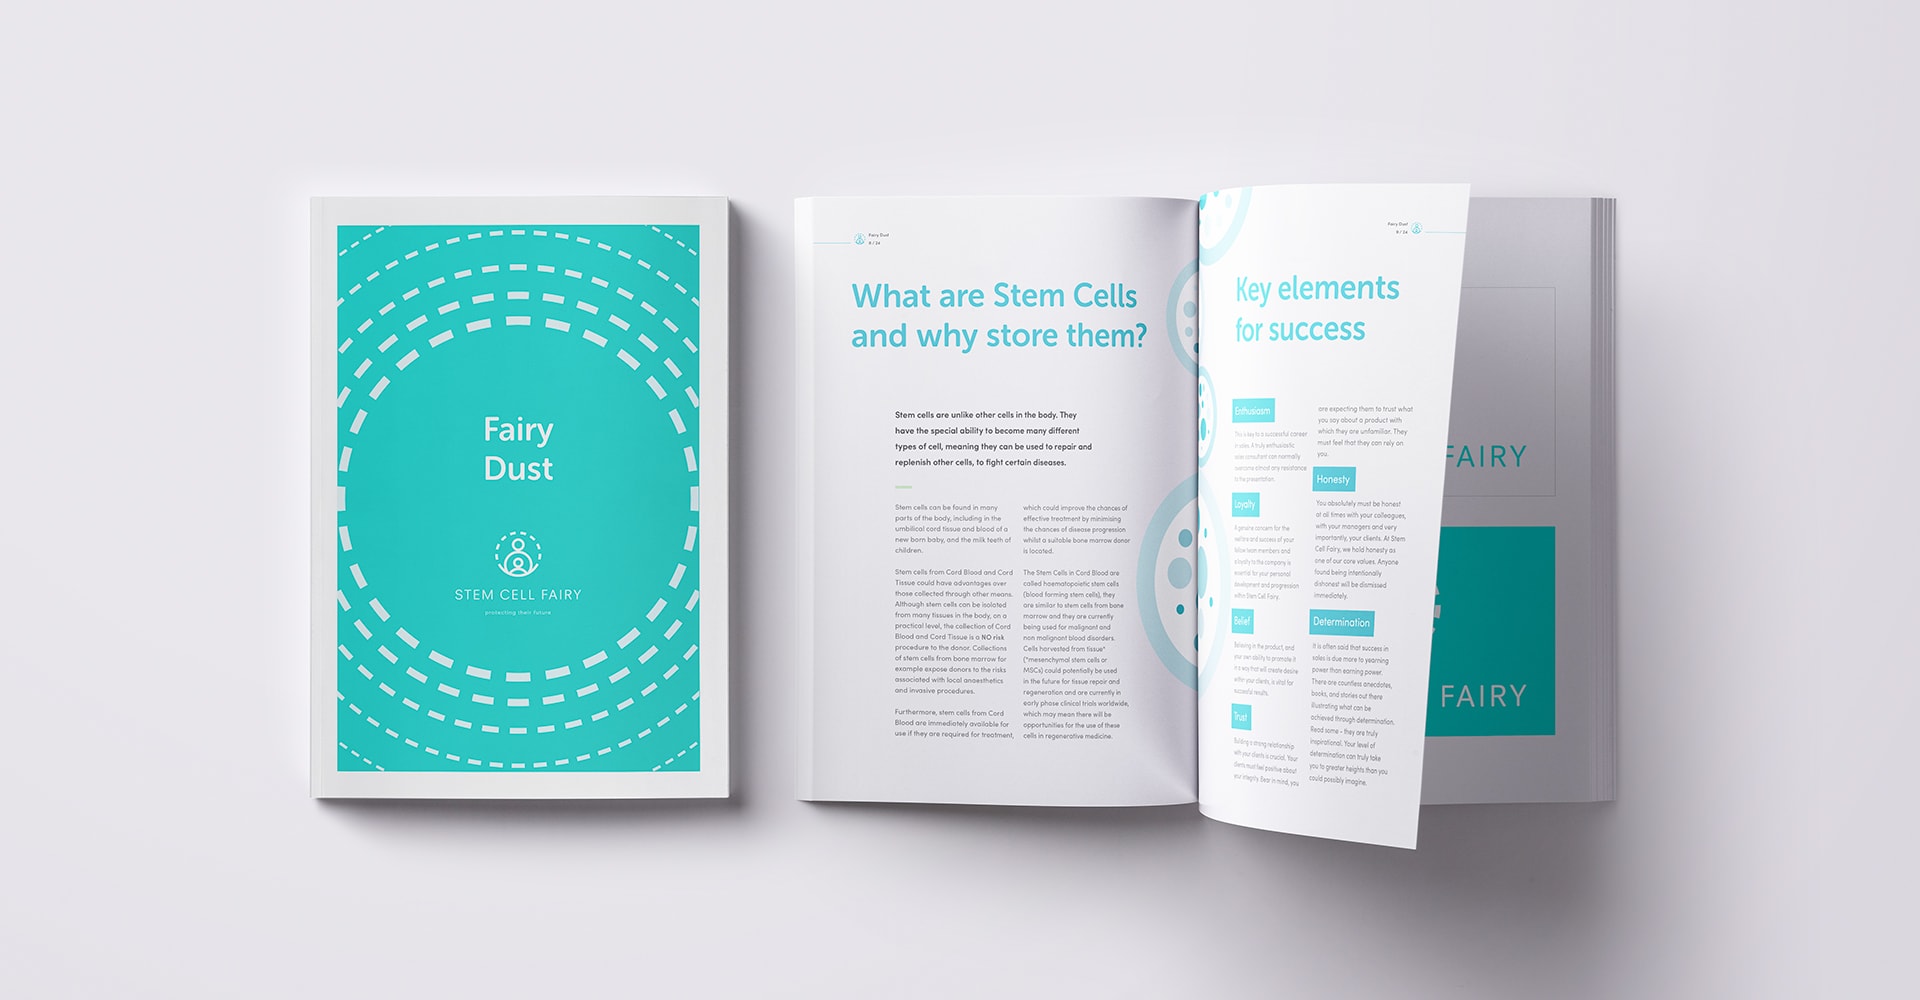 Fairy
Dust
STEM CELL FAIRY
protecting their future
Fairy Dust
8 / 24
What are Stem Cells
and why store them?
Stem cells are unlike other cells in the body. They
have the special ability to become many different
types of cell, meaning they can be used to repair and
replenish other cells, to fight certain diseases.
Stem cells can be found in many
parts of the body, including in the
umbilical cord tissue and blood of a
new born baby, and the milk teeth of
children.
Stem cells from Cord Blood and Cord
Tissue could have advantages over
those collected through other means.
Although stem cells can be isolated
from many tissues in the body, on a
practical level, the collection of Cord
Blood and Cord Tissue is a NO risk
procedure to the donor. Collections
of stem cells from bone marrow for
example expose donors to the risks
associated with local anaesthetics
and invasive procedures.
Furthermore, stem cells from Cord
Blood are immediately available for
use if they are required for treatment,
which could improve the chances of
effective treatment by minimising
the chances of disease progression
whilst a suitable bone marrow donor
is located.
The Stem Cells in Cord Blood are
called haematopoietic stem cells
(blood forming stem cells), they
are similar to stem cells from bone
marrow and they are currently
being used for malignant and
non malignant blood disorders.
Cells harvested from tissue*
(*mesenchymal stem cells or
MSCs) could potentially be used
in the future for tissue repair and
regeneration and are currently in
early phase clinical trials worldwide,
which may mean there will be
opportunities for the use of these
cells in regenerative medicine.
Fairy Dust
9 / 24
Key elements
for success
Enthusiasm
This is key to a successful career
in sales. A truly enthusiastic
sales consultant can normally
overcome almost any resistance
to the presentation.
Loyalty
A genuine concern for the
welfare and success of your
fellow team members and
a loyalty to the company is
essential for your personal
development and progression
within Stem Cell Fairy.
Belief
Believing in the product, and
your own ability to promote it
in a way that will create desire
within your clients, is vital for
successful results.
Trust
Building a strong relationship
with your clients is crucial. Your
clients must feel positive about
your integrity. Bear in mind, you
are expecting them to trust what
you say about a product with
which they are unfamiliar. They
must feel that they can rely on
you.
Honesty
You absolutely must be honest
at all times with your colleagues,
with your managers and very
importantly, your clients. At Stem
Cell Fairy, we hold honesty as
one of our core values. Anyone
found being intentionally
dishonest will be dismissed
immediately.
Determination
It is often said that success in
sales is due more to yearning
power than earning power.
There are countless anecdotes,
books, and stories out there
illustrating what can be
achieved through determination.
Read some - they are truly
inspirational. Your level of
determination can truly take
you to greater heights than you
could possibly imagine.
FAIRY
FAIRY